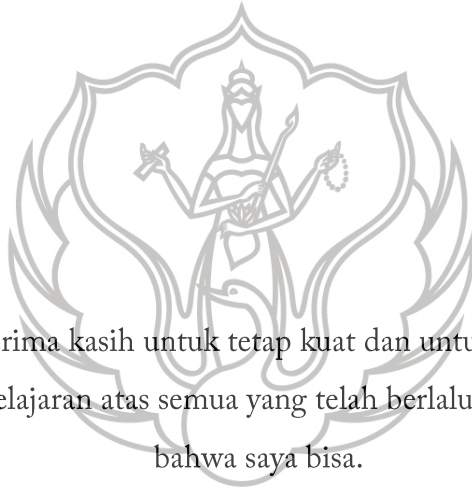 rima kasih untuk tetap kuat dan untu
elajaran atas semua yang telah berlalu
bahwa saya bisa.